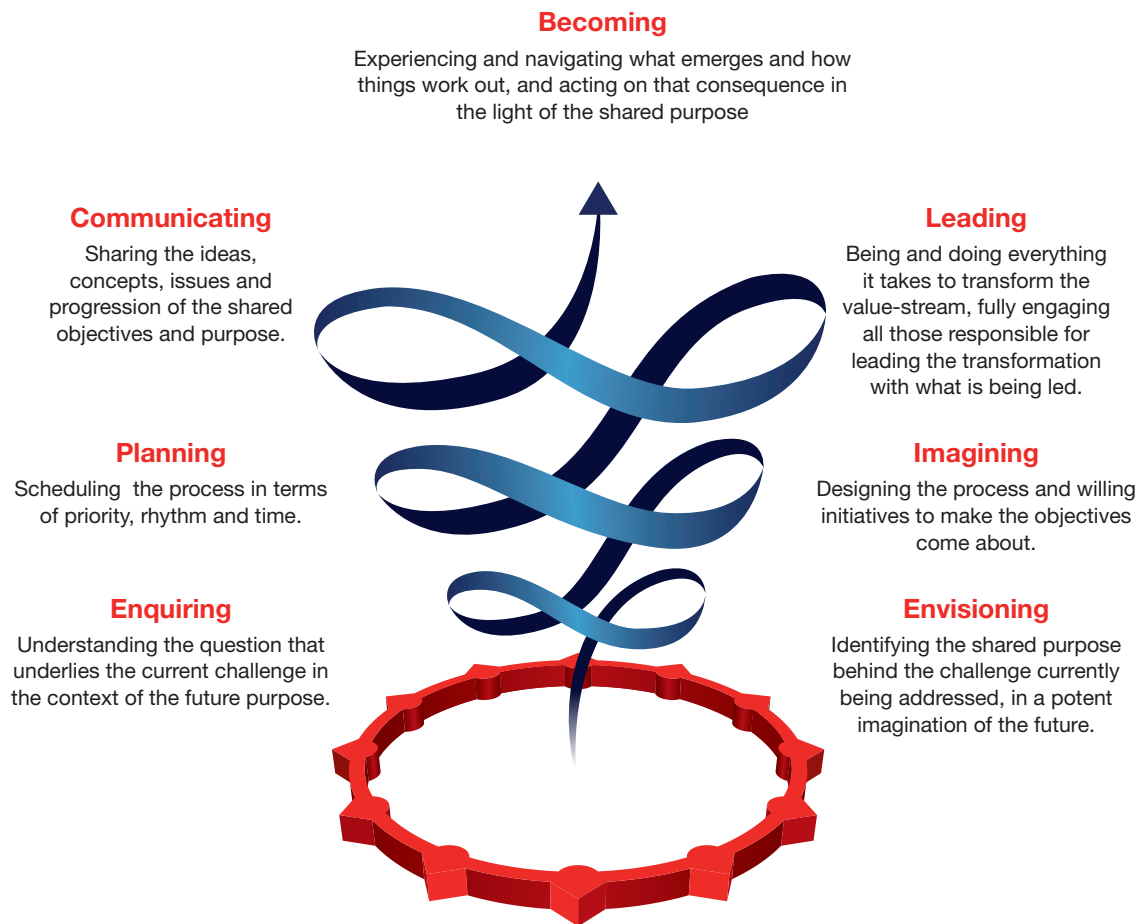 Becoming
Experiencing and navigating what emerges and how
things work out, and acting on that consequence in
the light of the shared purpose
Communicating
Sharing the ideas,
concepts, issues and
progression of the shared
objectives and purpose.
Leading
Being and doing everything
it takes to transform the
value-stream, fully engaging
all those responsible for
leading the transformation
with what is being led.
Planning
Scheduling  the process in terms
of priority, rhythm and time.
Imagining
Designing the process and willing
initiatives to make the objectives
come about.
Enquiring
Understanding the question that
underlies the current challenge in
the context of the future purpose.
Envisioning
Identifying the shared purpose
behind the challenge currently
being addressed, in a potent
imagination of the future.